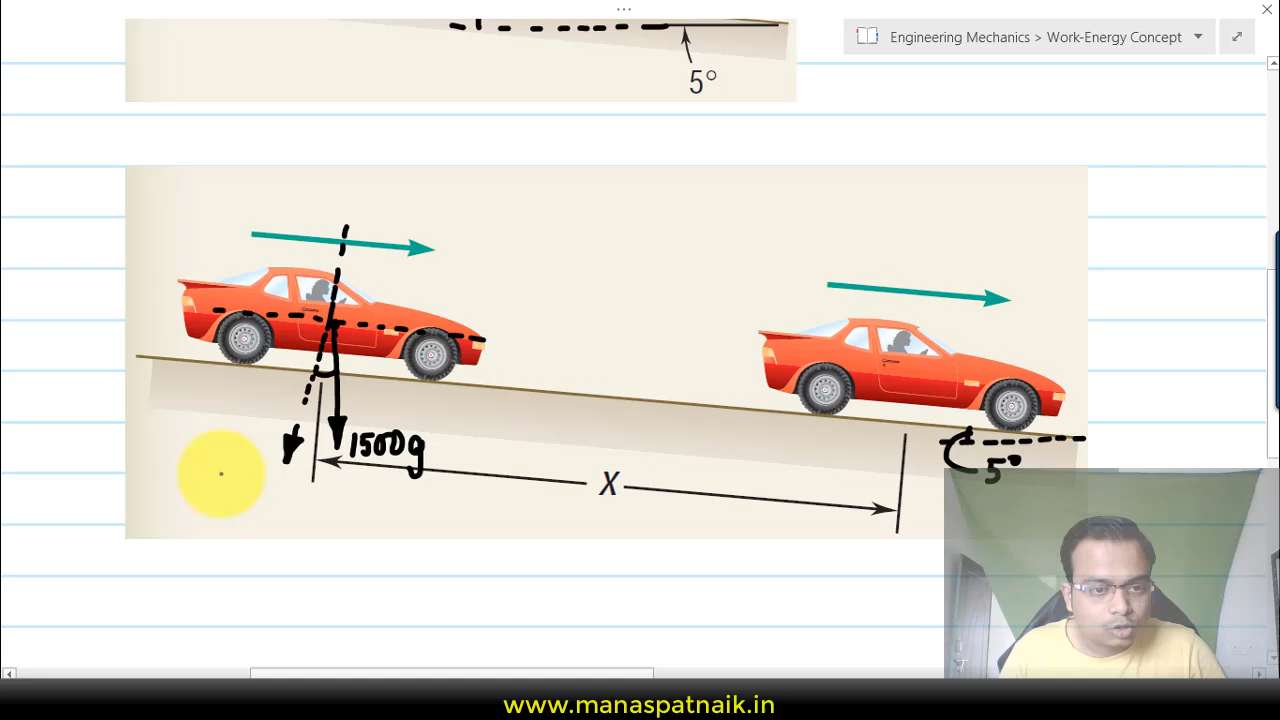 ...
Engineering Mechanics > Work-Energy Concept
5°
1500g
X
5°
www.manaspatnaik.in